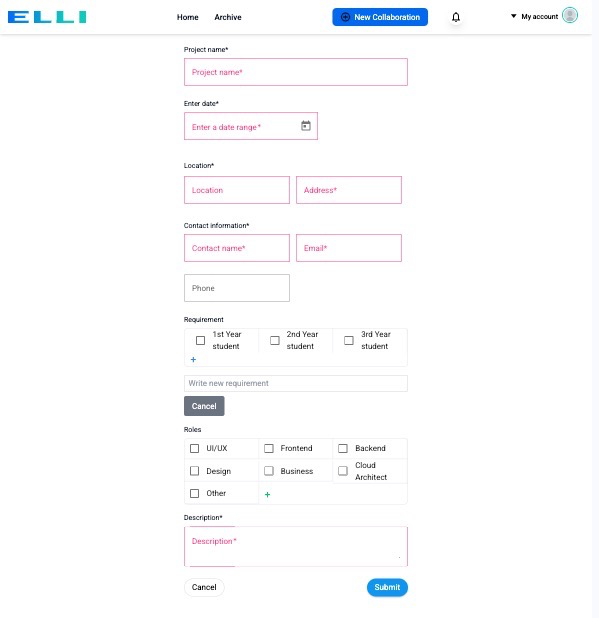 ELLI Home Archive New Collaboration My account
Project name*
Project name*
Enter date*
Enter a date range*
Location*
Location Address*
Contact information*
Contact name* Email*
Phone
Requirement
1st Year 2nd Year 3rd Year
student student student
+
Write new requirement
Cancel
Roles
UI/UX Frontend Backend
Design Business Cloud
Architect
Other +
Description*
Description*
Cancel Submit